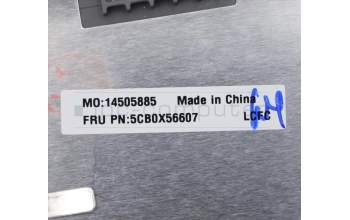 MO:14505885 Made in China
FRU PN:5CB0X56607 LCFC